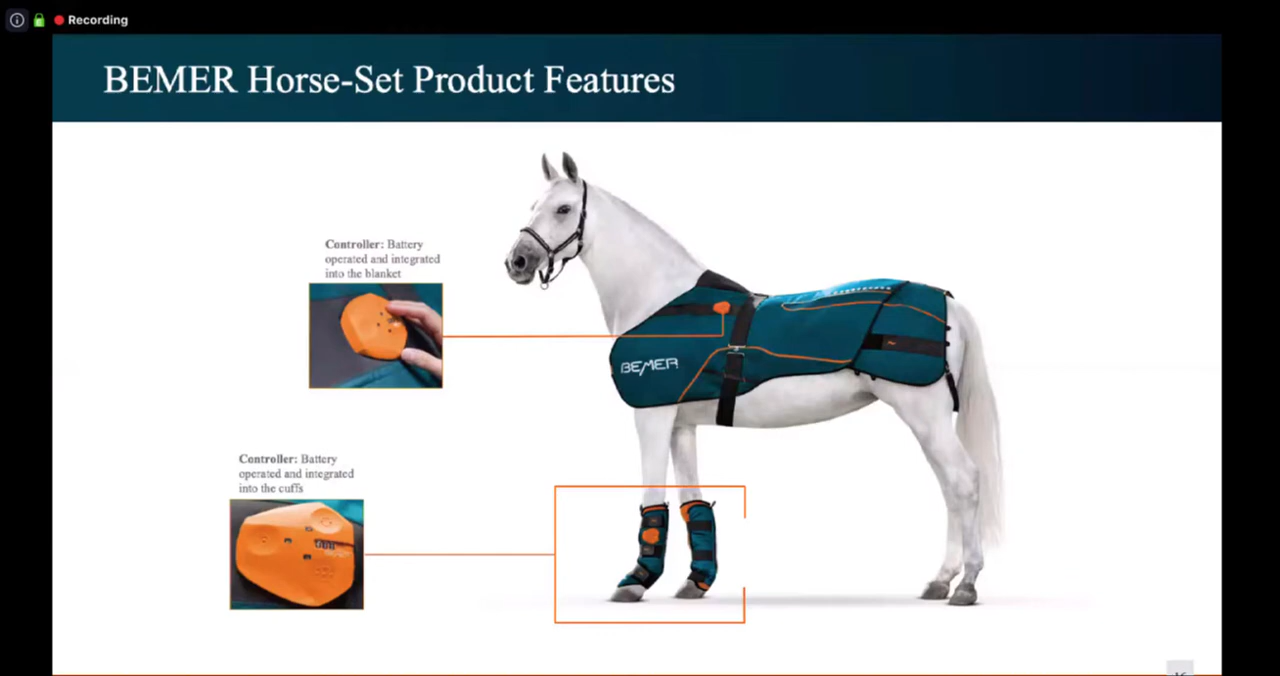 Recording
BEMER Horse-Set Product Features
Controller: Battery
operated and integrated
into the blanket
BEMER
Controller: Battery
operated and integrated
into the cuffs